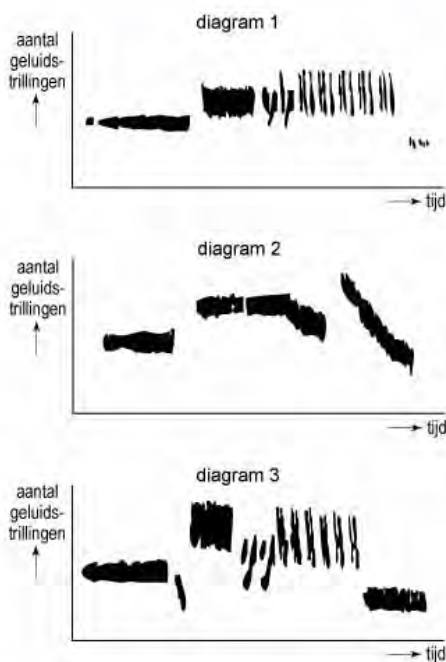 diagram 1
aantal
geluids-
trillingen
tijd
diagram 2
aantal
geluids-
trillingen
tijd
diagram 3
aantal
geluids-
trillingen
tijd